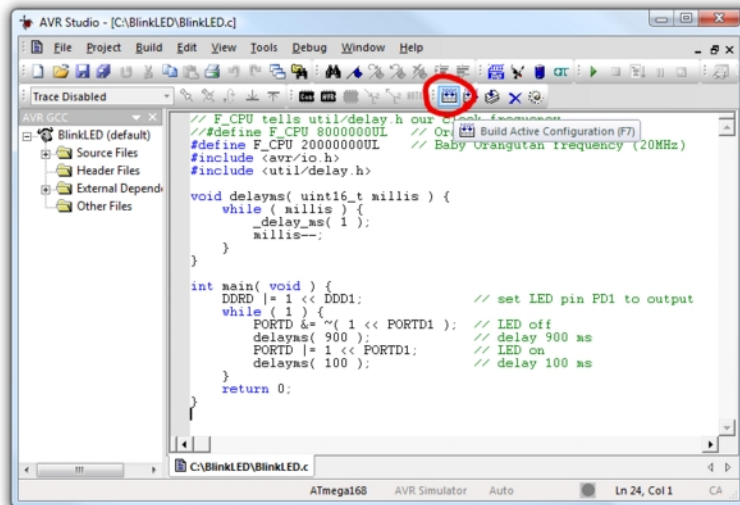 AVR Studio - [C:\BlinkLED\BlinkLED.c]
File Project Build Edit View Tools Debug Window Help
Trace Disabled
AVR GCC
BlinkLED (default)
Source Files
Header Files
External Depende
Other Files
// F_CPU tells util/delay.h our clock frequency
//#define F_CPU 8000000UL // Ora
Build Active Configuration (F7)
#define F_CPU 20000000UL // Baby Orangutan frequency (20MHz)
#include <avr/io.h>
#include <util/delay.h>
void delayms( uint16_t millis ) {
while ( millis ) {
_delay_ms( 1 );
millis--;
}
}
int main( void ) {
DDRD |= 1 << DDD1; // set LED pin PD1 to output
while ( 1 ) {
PORTD &= ~( 1 << PORTD1 ); // LED off
delayms( 900 ); // delay 900 ms
PORTD |= 1 << PORTD1; // LED on
delayms( 100 ); // delay 100 ms
}
return 0;
}
C:\BlinkLED\BlinkLED.c
ATmega168 AVR Simulator Auto Ln 24, Col 1 CA